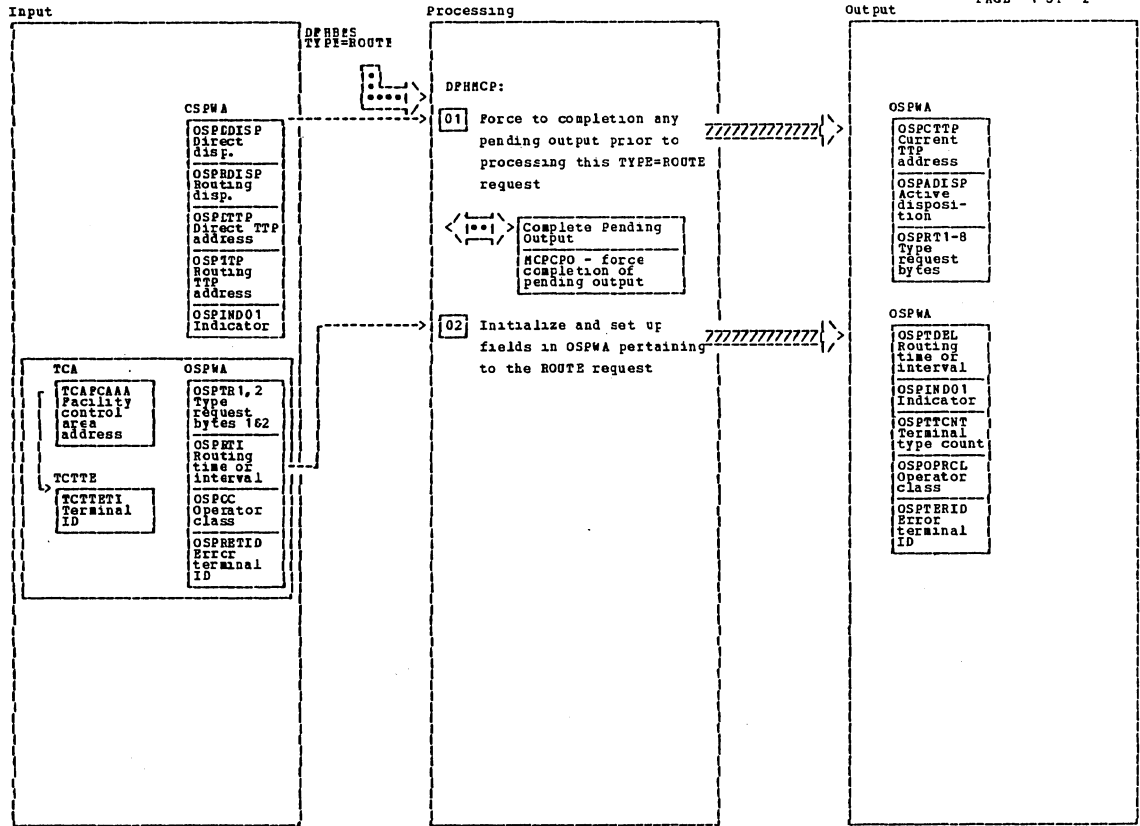 Input
Processing
Output
DFHBMS
TYPE=ROUTE
DFHMCP:
CSPWA
OSPDDISP
Direct
disp.
OSPRDISP
Routing
disp.
OSPDTTP
Direct TTP
address
OSPITP
Routing
TTP
address
OSPIND01
Indicator
TCA
TCAFCAAA
Facility
control
area
address
TCTTE
TCTTETI
Terminal
ID
OSPWA
OSPTR1,2
Type
request
bytes 1&2
OSPRTI
Routing
time or
interval
OSPCC
Operator
class
OSPRETID
Error
terminal
ID
01 Force to completion any
pending output prior to
processing this TYPE=ROUTE
request
Complete Pending
Output
MCPCPO - force
completion of
pending output
02 Initialize and set up
fields in OSPWA pertaining
to the ROUTE request
OSPWA
OSPCTTP
Current
TTP
address
OSPADISP
Active
disposi-
tion
OSPRT1-8
Type
request
bytes
OSPWA
OSPTDEL
Routing
time or
interval
OSPIND01
Indicator
OSPTTCNT
Terminal
type count
OSPOPRCL
Operator
class
OSPTERID
Error
terminal
ID